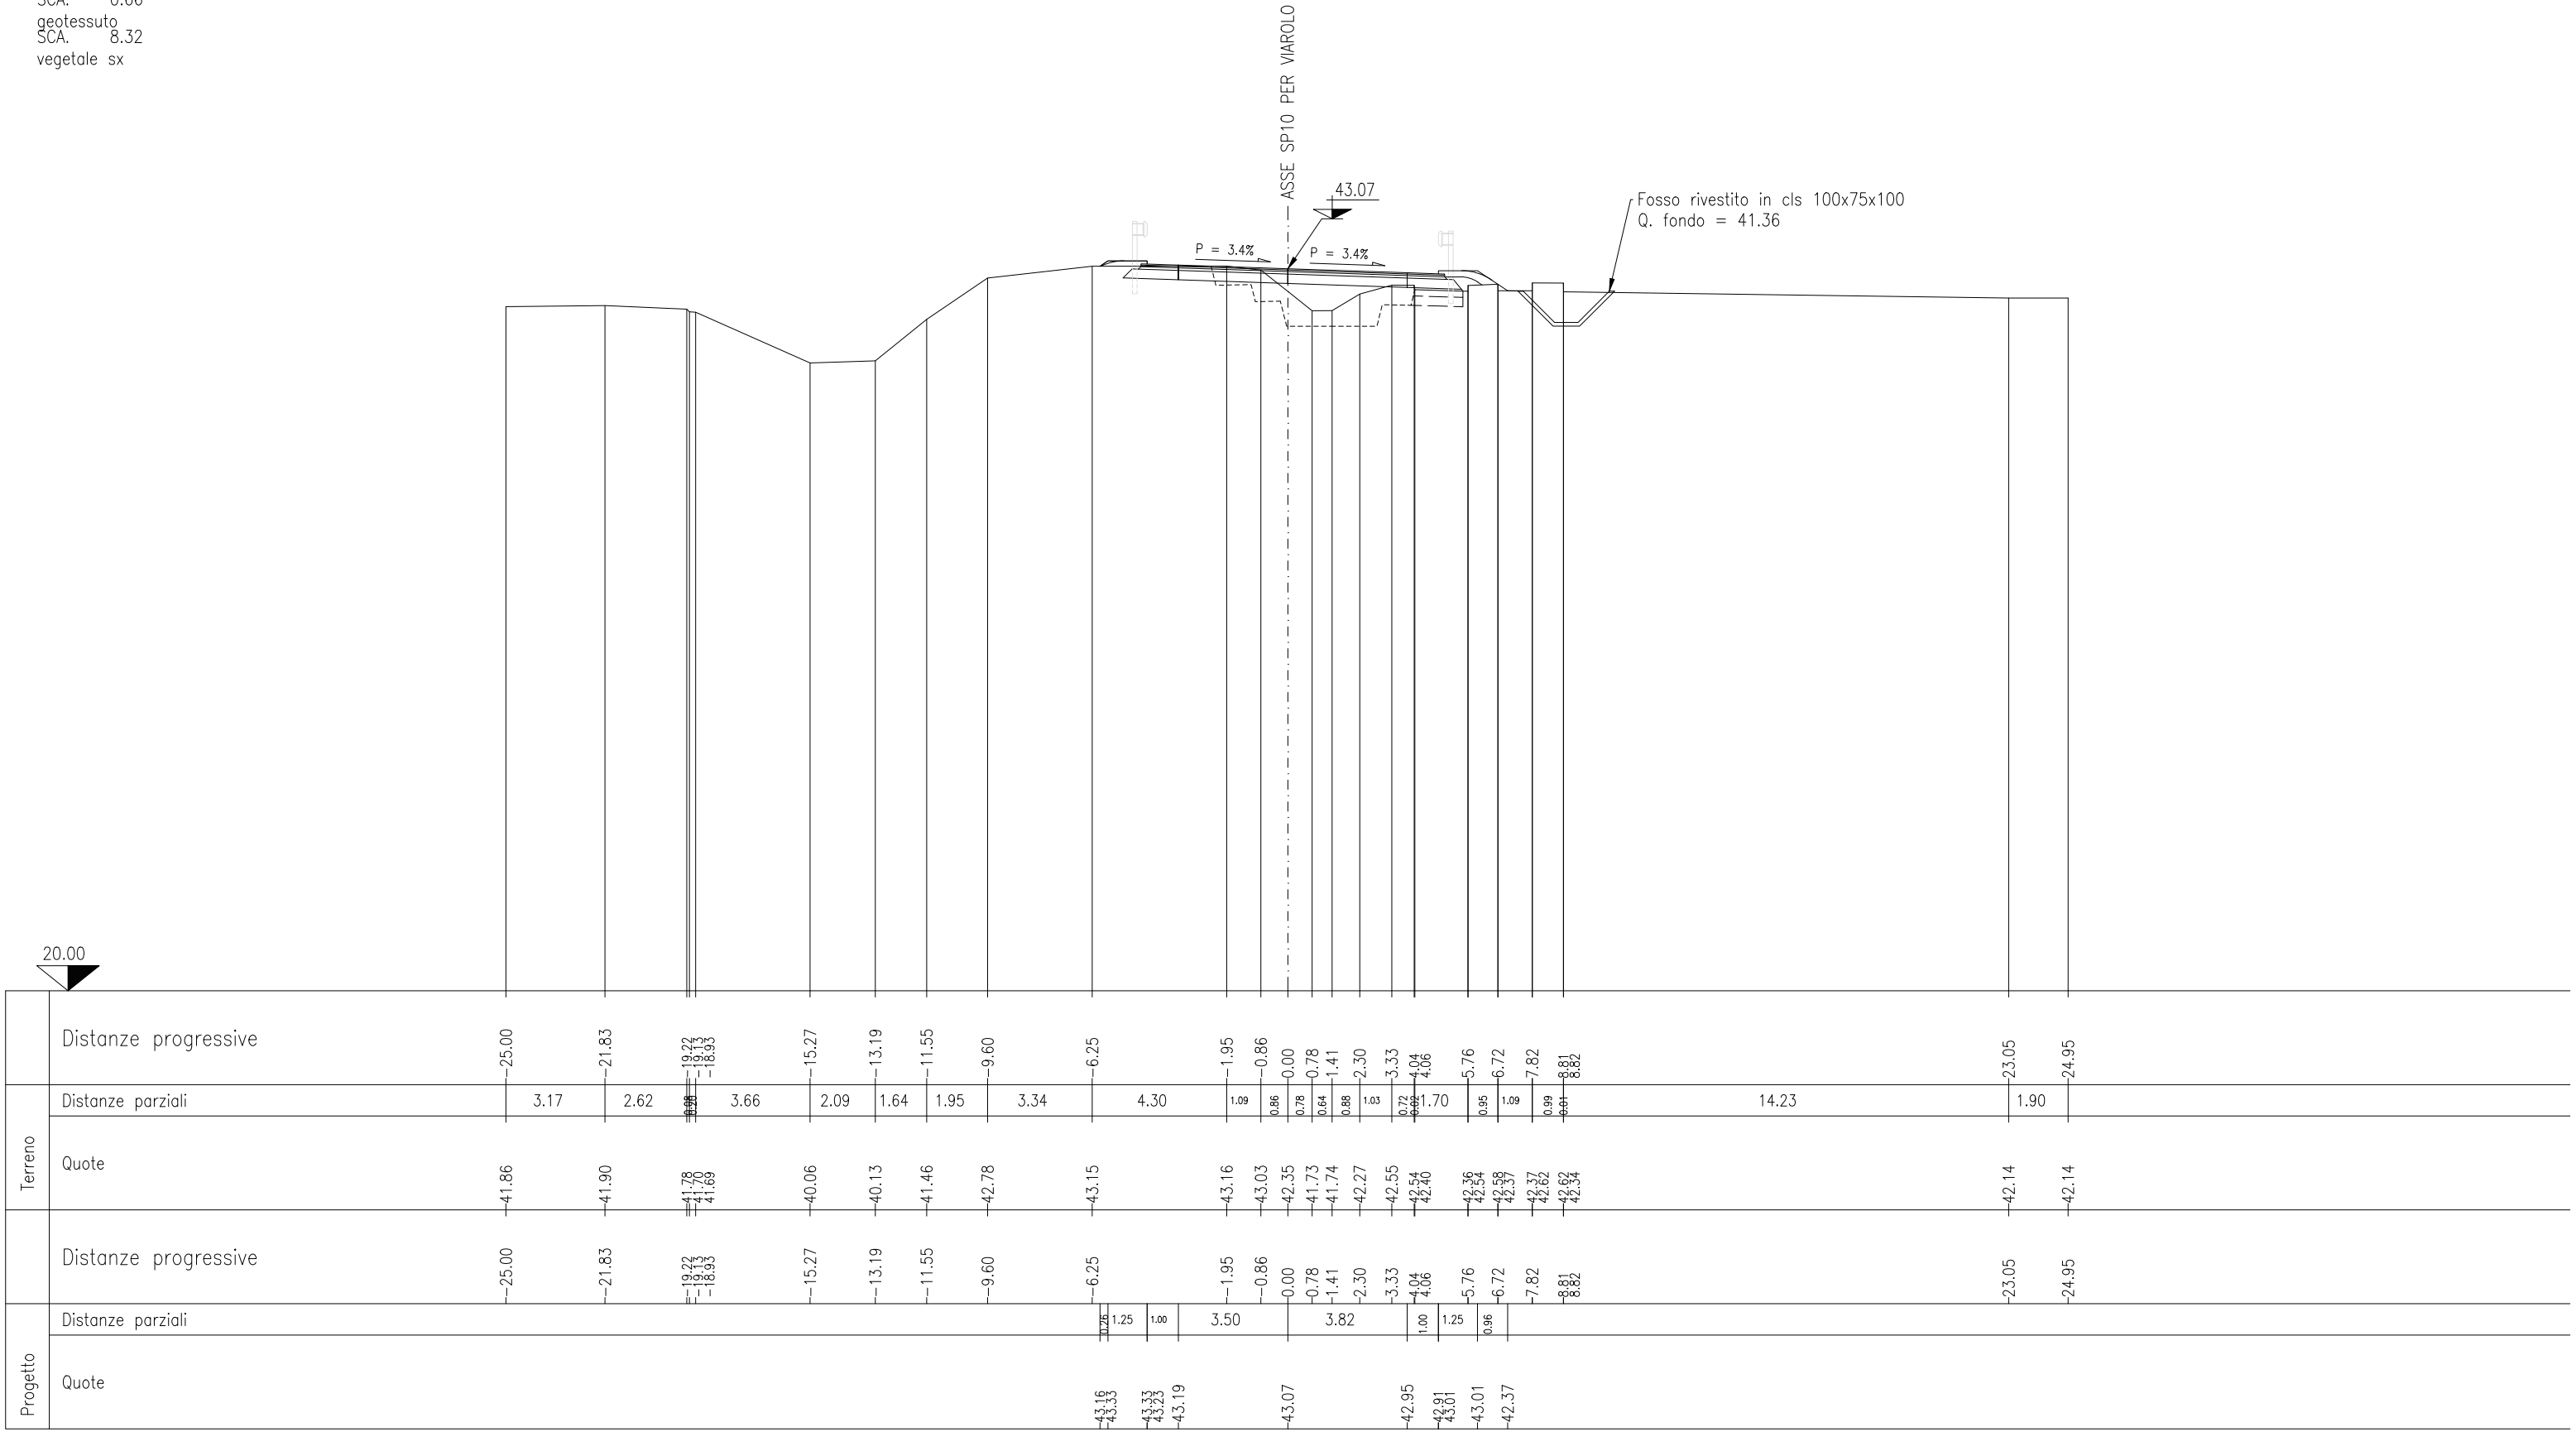 geotessuto
SCA. 8.32
vegetale sx
ASSE SP10 PER VIAROLO
43.07
Fosso rivestito in cls 100x75x100
Q. fondo = 41.36
P = 3.4%
P = 3.4%
20.00
Terreno
Distanze progressive
-25.00 -21.83 -19.22 -19.13 -18.93 -15.27 -13.19 -11.55 -9.60 -6.25 -1.95 -0.86 0.00 0.78 1.41 2.30 3.33 4.04 4.06 5.76 6.72 7.82 8.81 8.82 23.05 24.95
Distanze parziali
3.17 2.62 3.66 2.09 1.64 1.95 3.34 4.30 1.09 0.86 0.78 0.64 0.88 1.03 0.72 0.02 1.70 0.95 1.09 0.99 0.01 14.23 1.90
Quote
41.86 41.90 41.78 41.70 41.69 40.06 40.13 41.46 42.78 43.15 43.16 43.03 42.35 41.73 41.74 42.27 42.55 42.54 42.40 42.36 42.54 42.58 42.37 42.37 42.62 42.62 42.34 42.14 42.14
Progetto
Distanze progressive
-25.00 -21.83 -19.22 -19.13 -18.93 -15.27 -13.19 -11.55 -9.60 -6.25 -1.95 -0.86 0.00 0.78 1.41 2.30 3.33 4.04 4.06 5.76 6.72 7.82 8.81 8.82 23.05 24.95
Distanze parziali
0.26 1.25 1.00 3.50 3.82 1.00 1.25 0.96
Quote
43.16 43.33 43.33 43.23 43.19 43.07 42.95 42.91 43.01 43.01 42.37